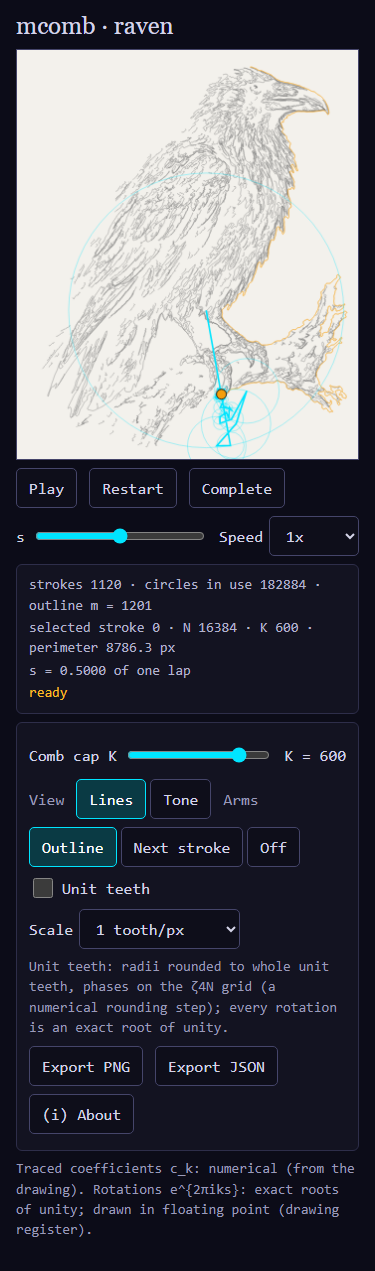 mcomb · raven
Play Restart Complete
s Speed 1x
strokes 1120 · circles in use 182884 ·
outline m = 1201
selected stroke 0 · N 16384 · K 600 ·
perimeter 8786.3 px
s = 0.5000 of one lap
ready
Comb cap K K = 600
View Lines Tone Arms
Outline Next stroke Off
Unit teeth
Scale 1 tooth/px
Unit teeth: radii rounded to whole unit
teeth, phases on the ζ4N grid (a
numerical rounding step); every rotation
is an exact root of unity.
Export PNG Export JSON
(i) About
Traced coefficients c_k: numerical (from the
drawing). Rotations e^{2πiks}: exact roots
of unity; drawn in floating point (drawing
register).